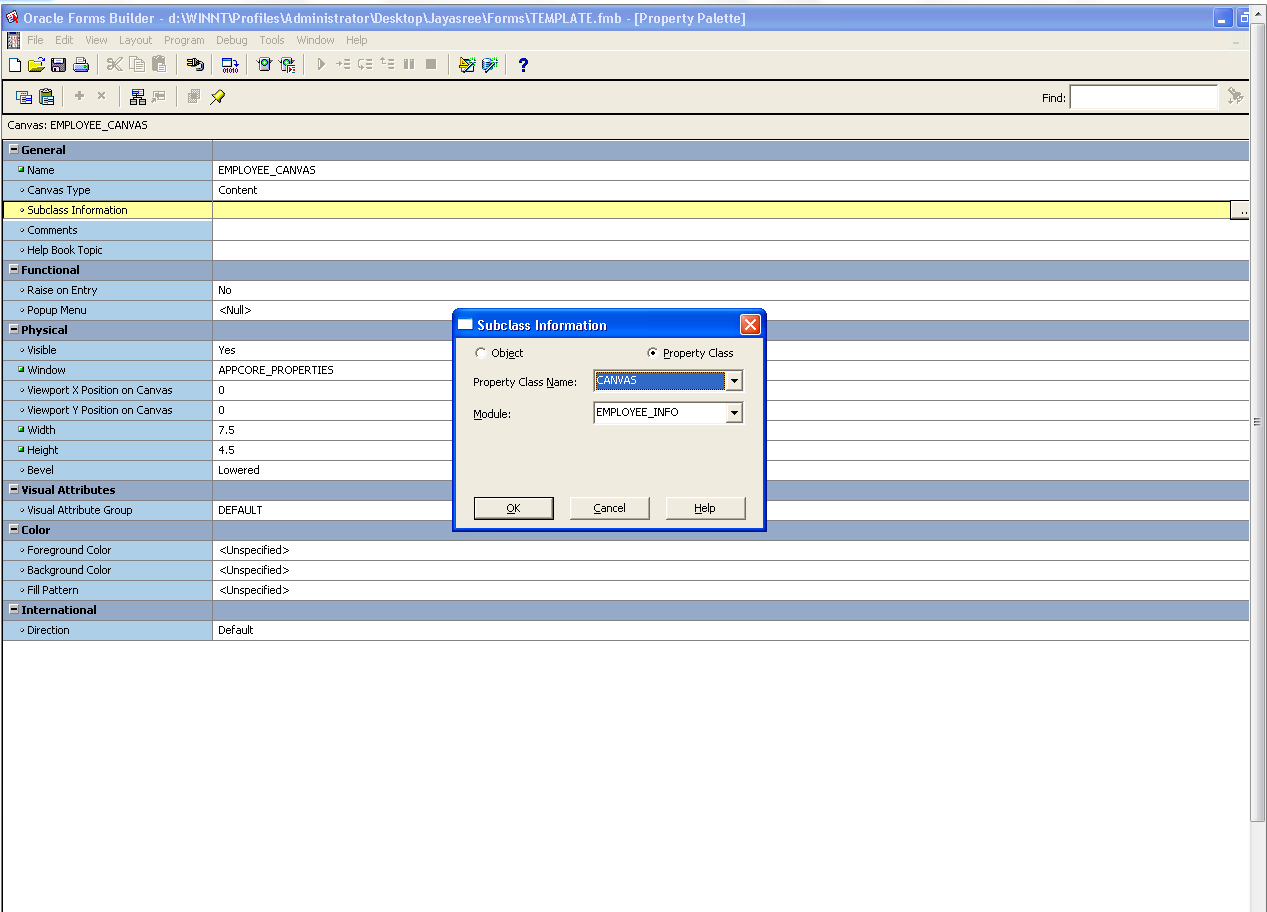 Oracle Forms Builder - d:\WINNT\Profiles\Administrator\Desktop\Jayasree\Forms\TEMPLATE.fmb - [Property Palette]
File Edit View Layout Program Debug Tools Window Help
Find:
Canvas: EMPLOYEE_CANVAS
General
Name EMPLOYEE_CANVAS
Canvas Type Content
Subclass Information ..
Comments
Help Book Topic
Functional
Raise on Entry No
Popup Menu <Null>
Physical
Visible Yes
Window APPCORE_PROPERTIES
Viewport X Position on Canvas 0
Viewport Y Position on Canvas 0
Width 7.5
Height 4.5
Bevel Lowered
Visual Attributes
Visual Attribute Group DEFAULT
Color
Foreground Color <Unspecified>
Background Color <Unspecified>
Fill Pattern <Unspecified>
International
Direction Default
Subclass Information
Object Property Class
Property Class Name: CANVAS
Module: EMPLOYEE_INFO
OK Cancel Help